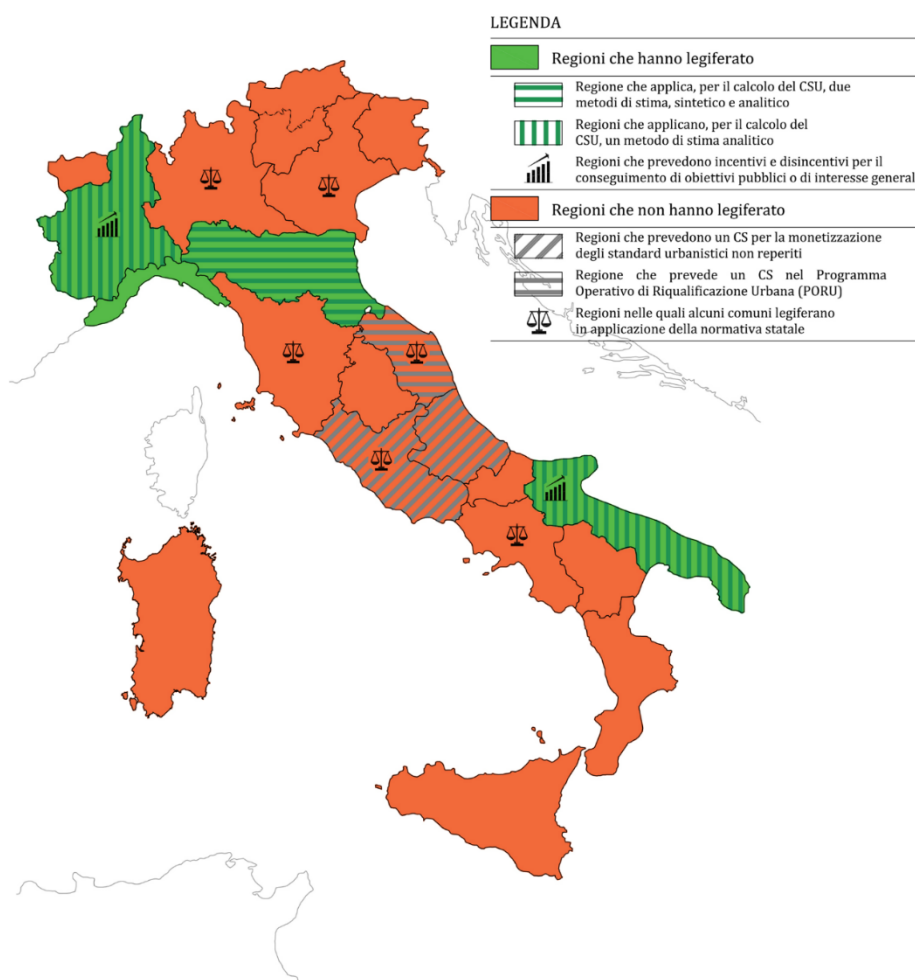 LEGENDA
Regioni che hanno legiferato
Regione che applica, per il calcolo del CSU, due
metodi di stima, sintetico e analitico
Regioni che applicano, per il calcolo del
CSU, un metodo di stima analitico
Regioni che prevedono incentivi e disincentivi per il
conseguimento di obiettivi pubblici o di interesse general
Regioni che non hanno legiferato
Regioni che prevedono un CS per la monetizzazione
degli standard urbanistici non reperiti
Regione che prevede un CS nel Programma
Operativo di Riqualificazione Urbana (PORU)
Regioni nelle quali alcuni comuni legiferano
in applicazione della normativa statale